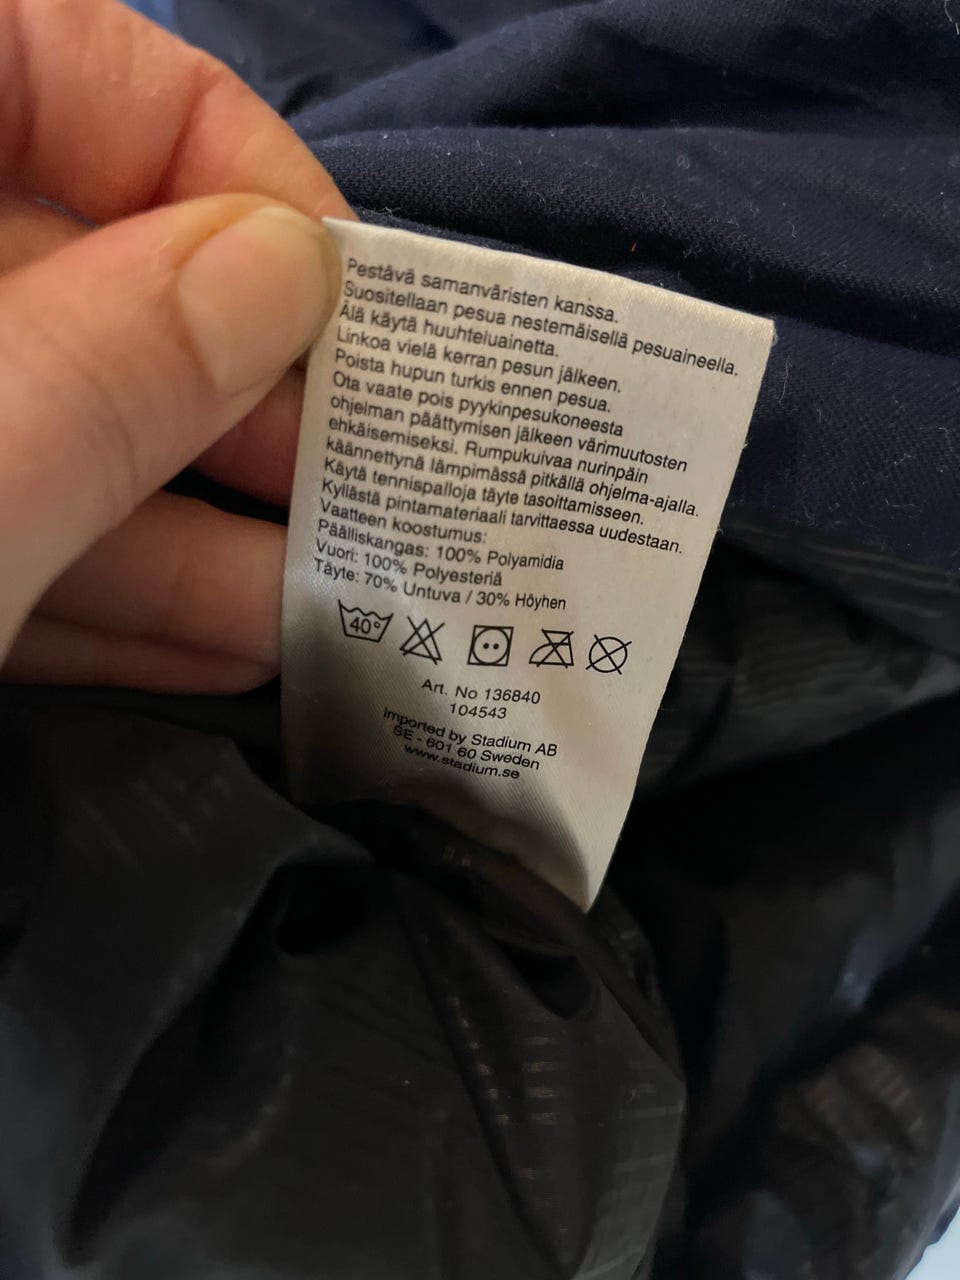 Pestävä samanväristen kanssa.
Suositellaan pesua nestemäisellä pesuaineella.
Älä käytä huuhteluainetta.
Linkoa vielä kerran pesun jälkeen.
Poista hupun turkis ennen pesua.
Ota vaate pois pyykinpesukoneesta
ohjelman päättymisen jälkeen värimuutosten
ehkäisemiseksi. Rumpukuivaa nurinpäin
käännettynä lämpimässä pitkällä ohjelma-ajalla.
Käytä tennispalloja täyte tasoittamisseen.
Kyllästä pintamateriaali tarvittaessa uudestaan.
Vaatteen koostumus:
Päälliskangas: 100% Polyamidia
Vuori: 100% Polyesteriä
Täyte: 70% Untuva / 30% Höyhen
40°
Art. No 136840
104543
Imported by Stadium AB
SE - 601 60 Sweden
www.stadium.se